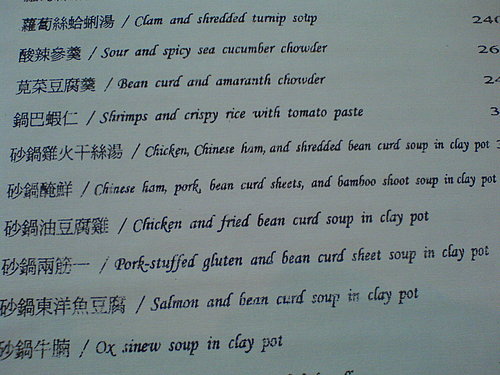 蘿蔔絲蛤蜊湯 / Clam and shredded turnip soup 240
酸辣參羹 / Sour and spicy sea cucumber chowder 26
莧菜豆腐羹 / Bean curd and amaranth chowder 24
鍋巴蝦仁 / Shrimps and crispy rice with tomato paste 3
砂鍋雞火干絲湯 / Chicken, Chinese ham, and shredded bean curd soup in clay pot
砂鍋醃鮮 / Chinese ham, pork, bean curd sheets, and bamboo shoot soup in clay pot
砂鍋油豆腐雞 / Chicken and fried bean curd soup in clay pot
砂鍋兩筋一 / Pork-stuffed gluten and bean curd sheet soup in clay pot
砂鍋東洋魚豆腐 / Salmon and bean curd soup in clay pot
砂鍋牛腩 / Ox sinew soup in clay pot